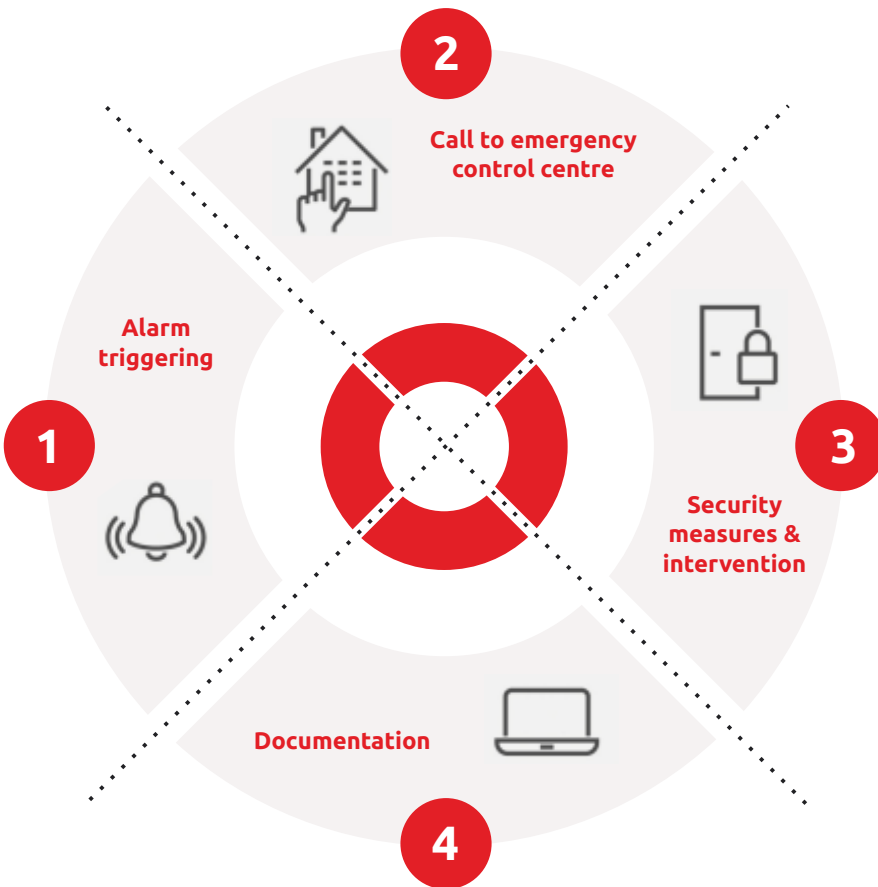 1
Alarm
triggering
2
Call to emergency
control centre
3
Security
measures &
intervention
4
Documentation